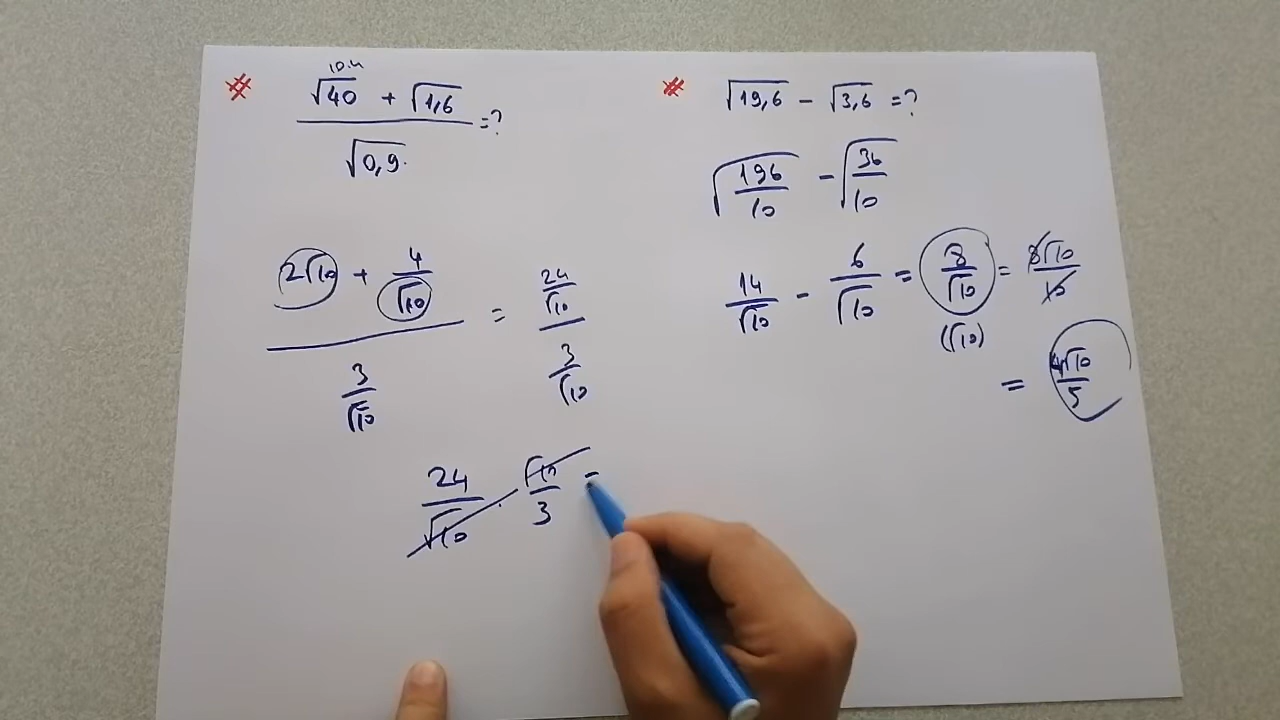 10.4
# (√40 + √1,6) / √0,9 = ?
(2√10 + 4/√10) / (3/√10) = (24/√10) / (3/√10)
24/√10 · √10/3 =
# √19,6 - √3,6 = ?
√(196/10) - √(36/10)
14/√10 - 6/√10 = 8/√10 = 8√10/10
(√10)
= 4√10/5